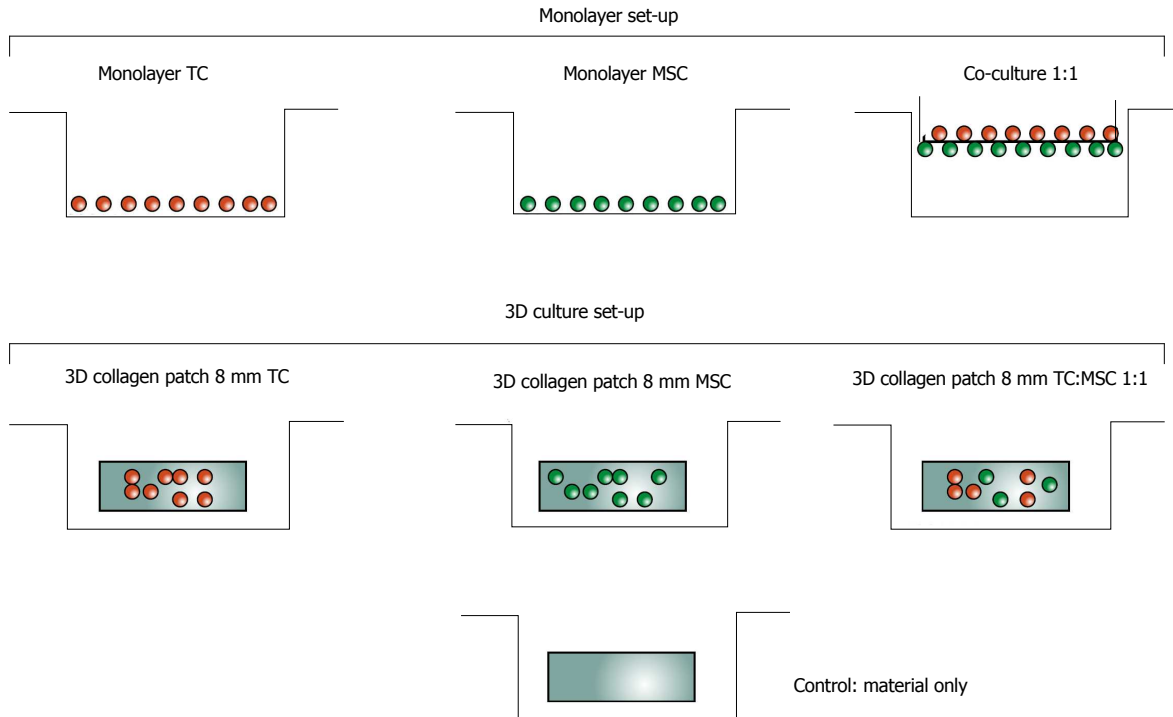 Monolayer set-up
Monolayer TC
Monolayer MSC
Co-culture 1:1
3D culture set-up
3D collagen patch 8 mm TC
3D collagen patch 8 mm MSC
3D collagen patch 8 mm TC:MSC 1:1
Control: material only